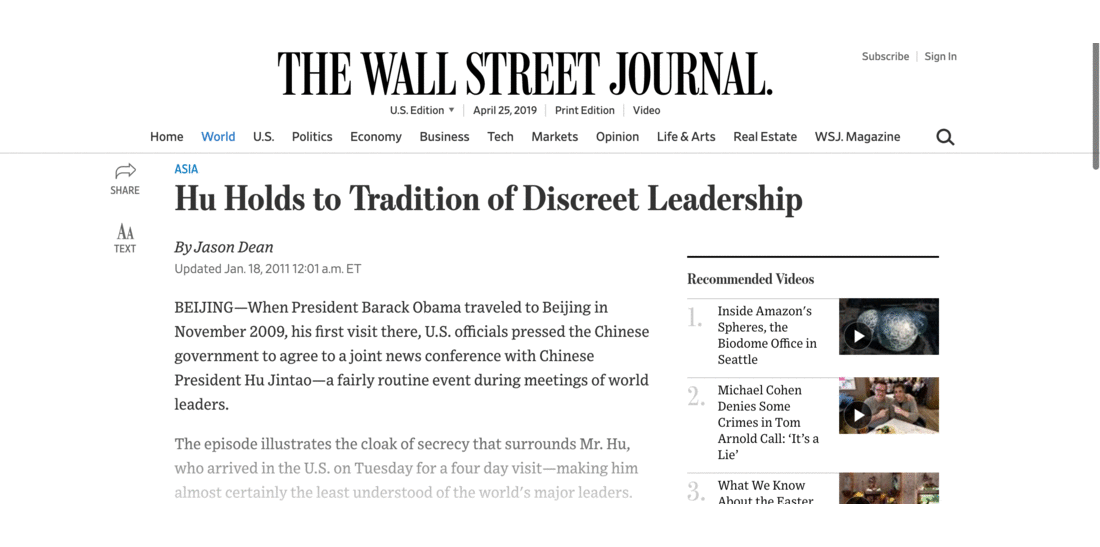 Subscribe | Sign In
THE WALL STREET JOURNAL.
U.S. Edition ▼ | April 25, 2019 | Print Edition | Video
Home World U.S. Politics Economy Business Tech Markets Opinion Life & Arts Real Estate WSJ. Magazine
SHARE
AA
TEXT
ASIA
Hu Holds to Tradition of Discreet Leadership
By Jason Dean
Updated Jan. 18, 2011 12:01 a.m. ET
BEIJING—When President Barack Obama traveled to Beijing in
November 2009, his first visit there, U.S. officials pressed the Chinese
government to agree to a joint news conference with Chinese
President Hu Jintao—a fairly routine event during meetings of world
leaders.
The episode illustrates the cloak of secrecy that surrounds Mr. Hu,
who arrived in the U.S. on Tuesday for a four day visit—making him
almost certainly the least understood of the world's major leaders.
Recommended Videos
1.
Inside Amazon's
Spheres, the
Biodome Office in
Seattle
2.
Michael Cohen
Denies Some
Crimes in Tom
Arnold Call: 'It's a
Lie'
3.
What We Know
About the Easter